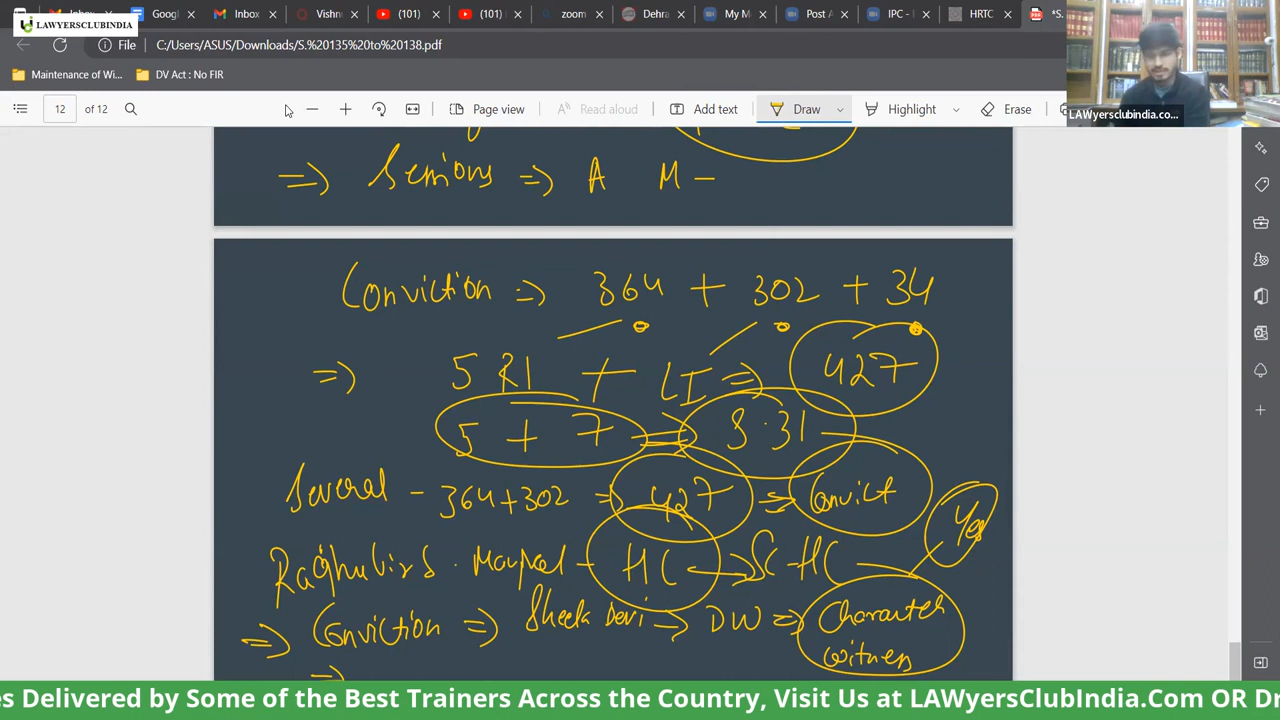 Inbox
Googl
Inbox
Vishn
(101)
(101)
Zoom
Dehra
My M
Post
IPC -
HRTC
LAWYERSCLUBINDIA
File C:/Users/ASUS/Downloads/S.%20135%20to%20138.pdf
Maintenance of Wi... DV Act : No FIR
12 of 12 Page view Read aloud Add text Draw Highlight Erase
LAWyersclubindia.co...
⇒ Seniors ⇒ A M -
Conviction ⇒ 364 + 302 + 34
⇒ 5 RI + LI ⇒ 427
5 + 7 ⇒ S.31
Several - 364+302 ⇒ 427 ⇒ Convict
HC → SC-HC Yes
⇒ Conviction ⇒ Devi → DW ⇒ Character witness
es Delivered by Some of the Best Trainers Across the Country, Visit Us at LAWyersClubIndia.Com OR Dr